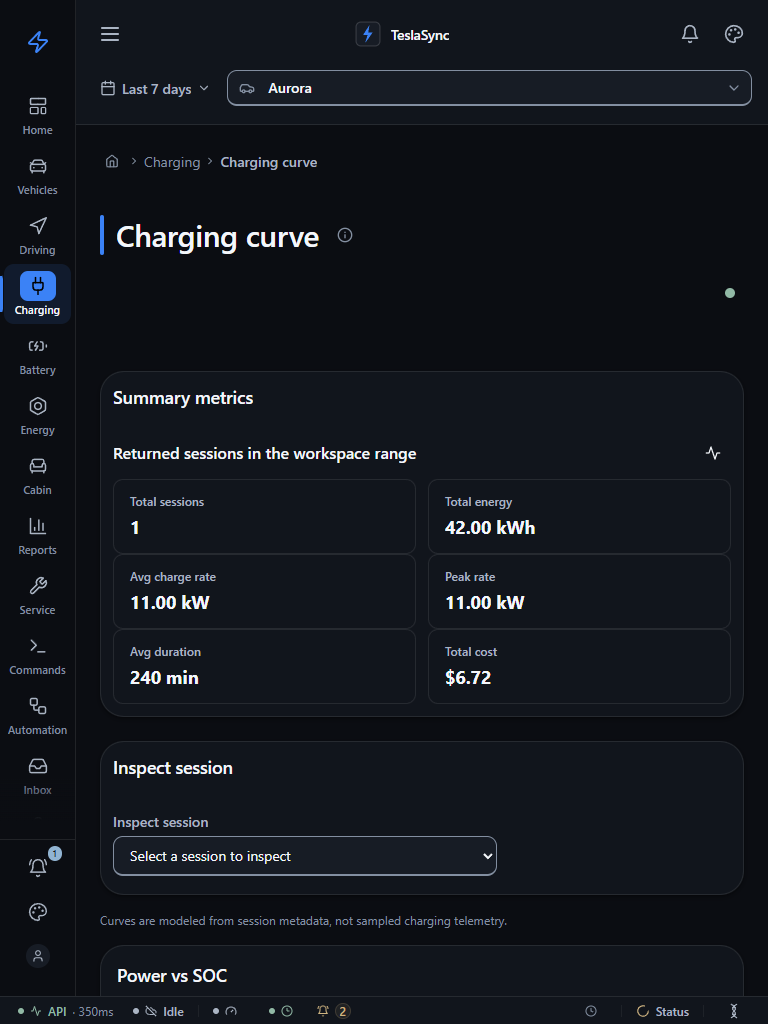 TeslaSync
Last 7 days
Aurora
Home
Vehicles
Driving
Charging
Battery
Energy
Cabin
Reports
Service
Commands
Automation
Inbox
1
Charging
Charging curve
Charging curve
Summary metrics
Returned sessions in the workspace range
Total sessions
1
Total energy
42.00 kWh
Avg charge rate
11.00 kW
Peak rate
11.00 kW
Avg duration
240 min
Total cost
$6.72
Inspect session
Inspect session
Select a session to inspect
Curves are modeled from session metadata, not sampled charging telemetry.
Power vs SOC
API · 350ms
Idle
2
Status